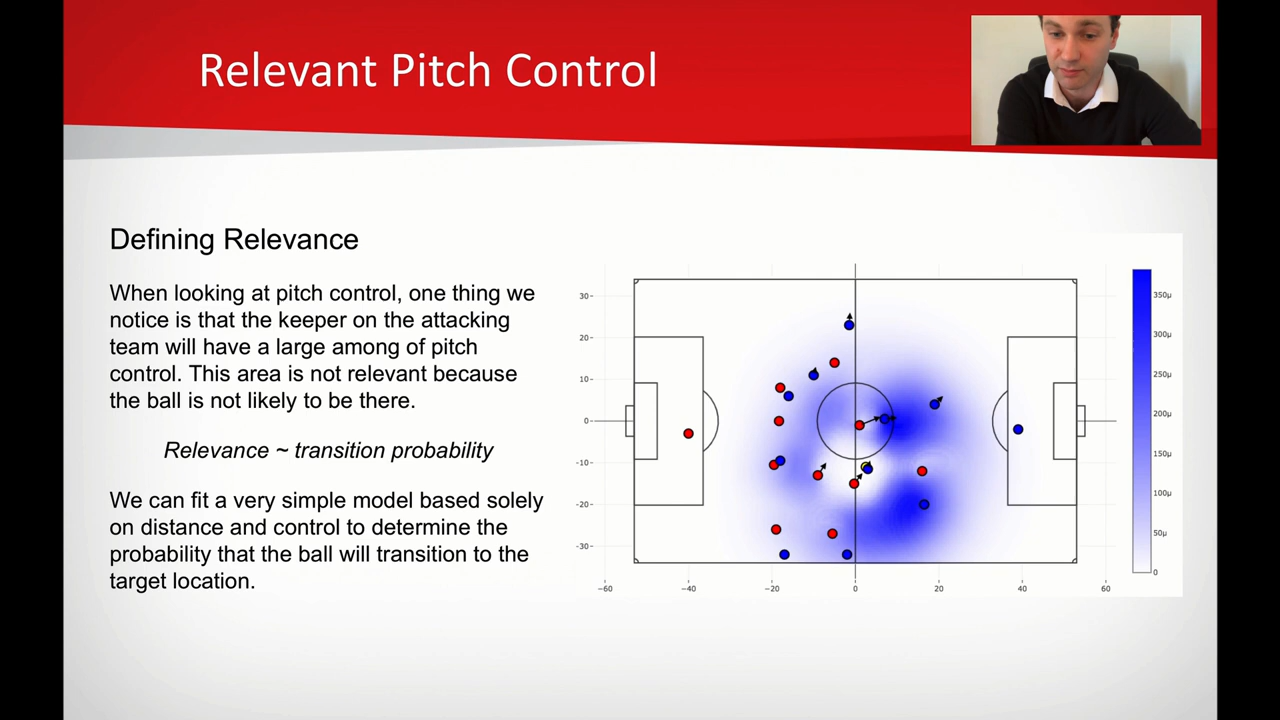 Relevant Pitch Control
Defining Relevance
When looking at pitch control, one thing we
notice is that the keeper on the attacking
team will have a large among of pitch
control. This area is not relevant because
the ball is not likely to be there.
Relevance ~ transition probability
We can fit a very simple model based solely
on distance and control to determine the
probability that the ball will transition to the
target location.
30
20
10
0
-10
-20
-30
−60
−40
−20
0
20
40
60
350µ
300µ
250µ
200µ
150µ
100µ
50µ
0